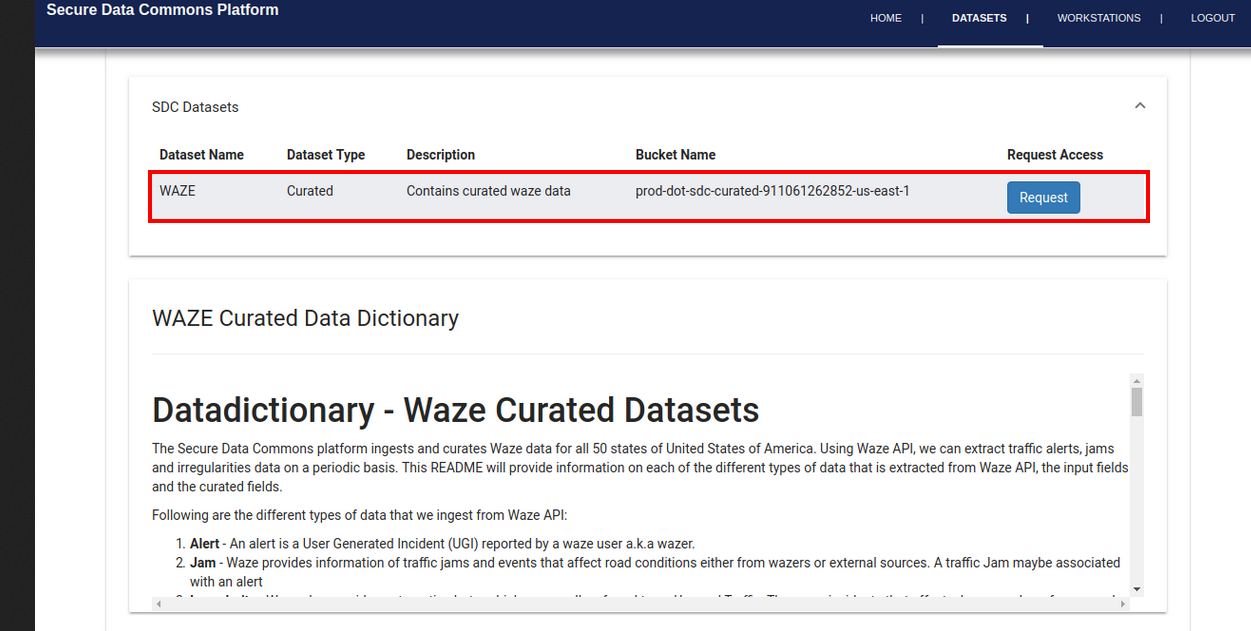 Secure Data Commons Platform
HOME | DATASETS | WORKSTATIONS | LOGOUT
SDC Datasets
Dataset Name Dataset Type Description Bucket Name Request Access
WAZE Curated Contains curated waze data prod-dot-sdc-curated-911061262852-us-east-1 Request
WAZE Curated Data Dictionary
Datadictionary - Waze Curated Datasets
The Secure Data Commons platform ingests and curates Waze data for all 50 states of United States of America. Using Waze API, we can extract traffic alerts, jams
and irregularities data on a periodic basis. This README will provide information on each of the different types of data that is extracted from Waze API, the input fields
and the curated fields.
Following are the different types of data that we ingest from Waze API:
1. Alert - An alert is a User Generated Incident (UGI) reported by a waze user a.k.a wazer.
2. Jam - Waze provides information of traffic jams and events that affect road conditions either from wazers or external sources. A traffic Jam maybe associated
with an alert